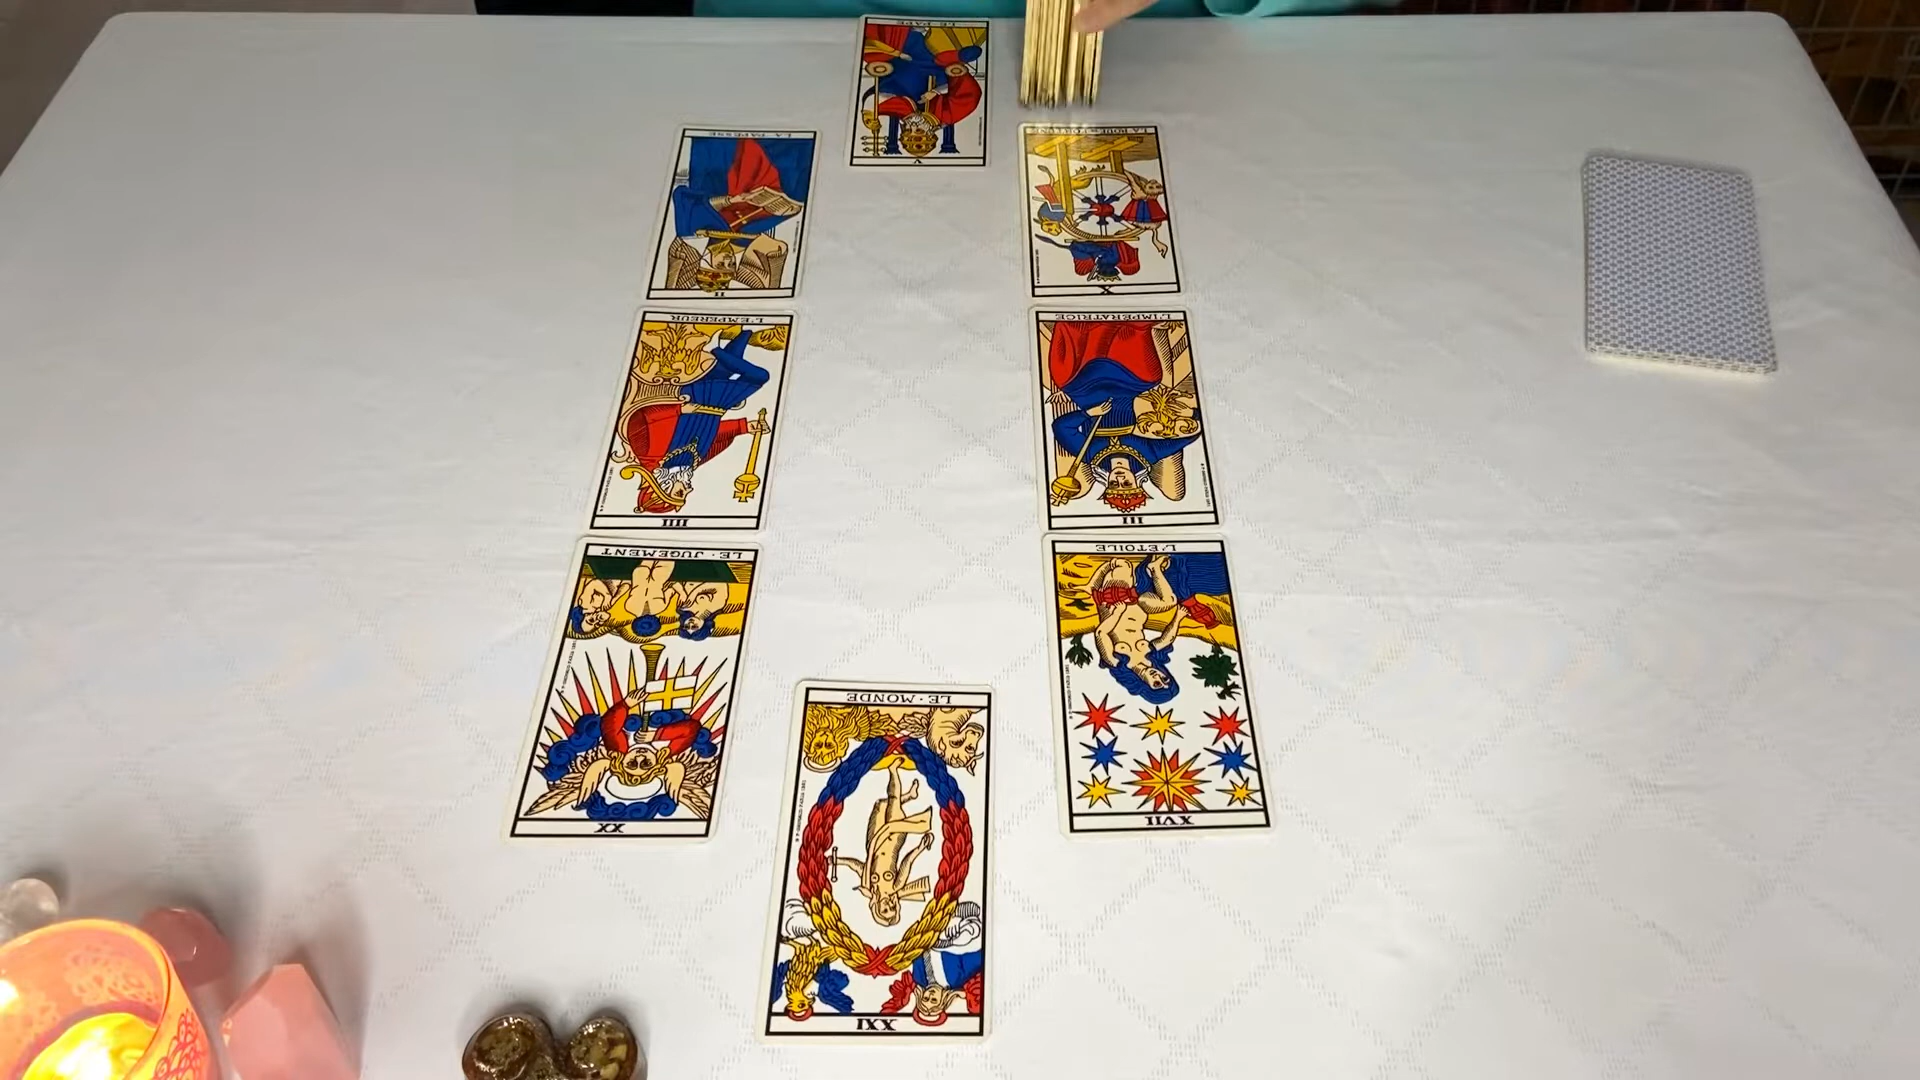 LE·PAPE
V
LA·PAPESSE
II
LA·ROUE·DE·FORTUNE
X
L'EMPEREUR
IIII
L'IMPERATRICE
III
LE·JUGEMENT
XX
L'ETOILE
XVII
LE·MONDE
XXI